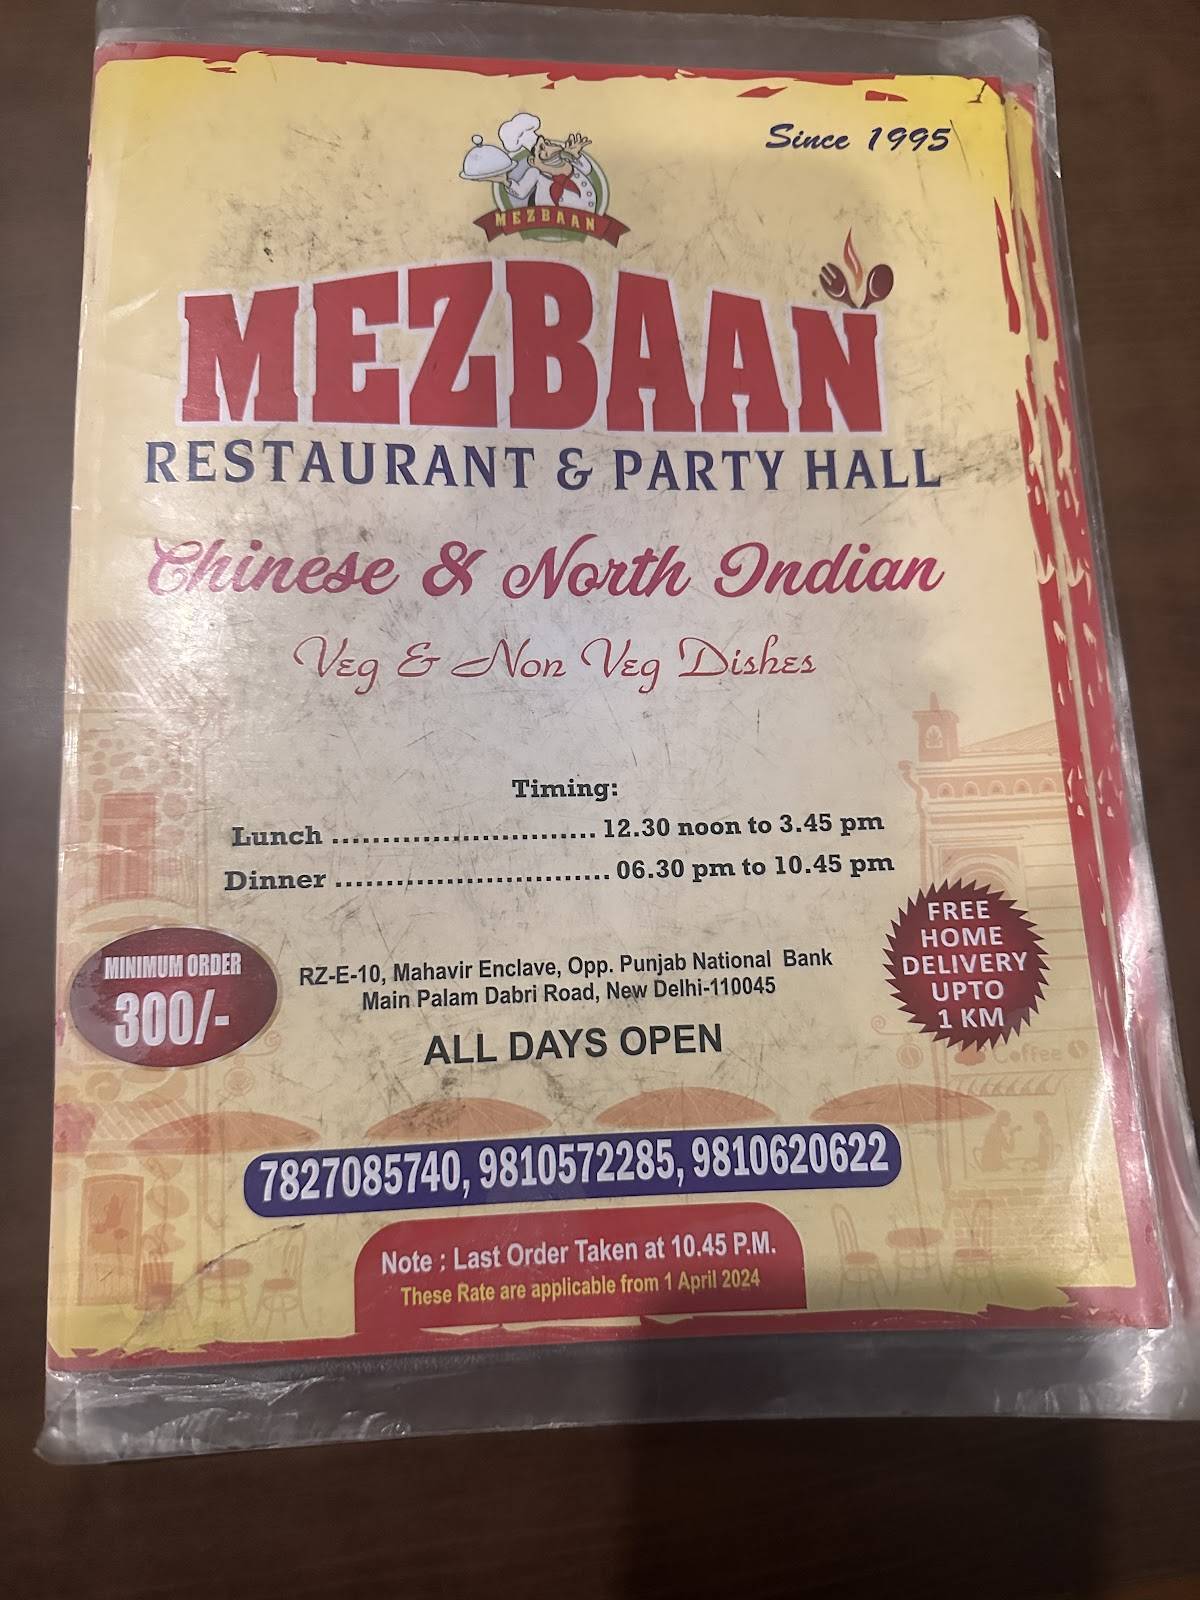 Since 1995
MEZBAAN
MEZBAAN
RESTAURANT & PARTY HALL
Chinese & North Indian
Veg & Non Veg Dishes
Timing:
Lunch .......................... 12.30 noon to 3.45 pm
Dinner ........................... 06.30 pm to 10.45 pm
MINIMUM ORDER
300/-
RZ-E-10, Mahavir Enclave, Opp. Punjab National Bank
Main Palam Dabri Road, New Delhi-110045
ALL DAYS OPEN
FREE
HOME
DELIVERY
UPTO
1 KM
Coffee
7827085740, 9810572285, 9810620622
Note : Last Order Taken at 10.45 P.M.
These Rate are applicable from 1 April 2024